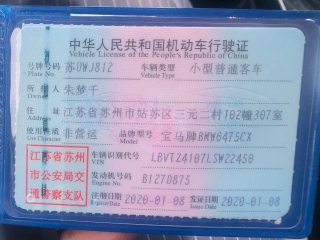 中华人民共和国机动车行驶证
Vehicle License of the People's Republic of China
号牌号码 苏UWJ812 车辆类型 小型普通客车
Plate No. Vehicle Type
所有人 朱梦千
住址 江苏省苏州市姑苏区三元二村102幢307室
使用性质 非营运 品牌型号 宝马牌BMW6475CX
江苏省苏州市公安局交通警察支队
车辆识别代号 LBVTZ4107LSW22450
VIN
发动机号码 B127D875
Engine No.
注册日期 2020-01-08 发证日期 2020-01-08
Issue Date